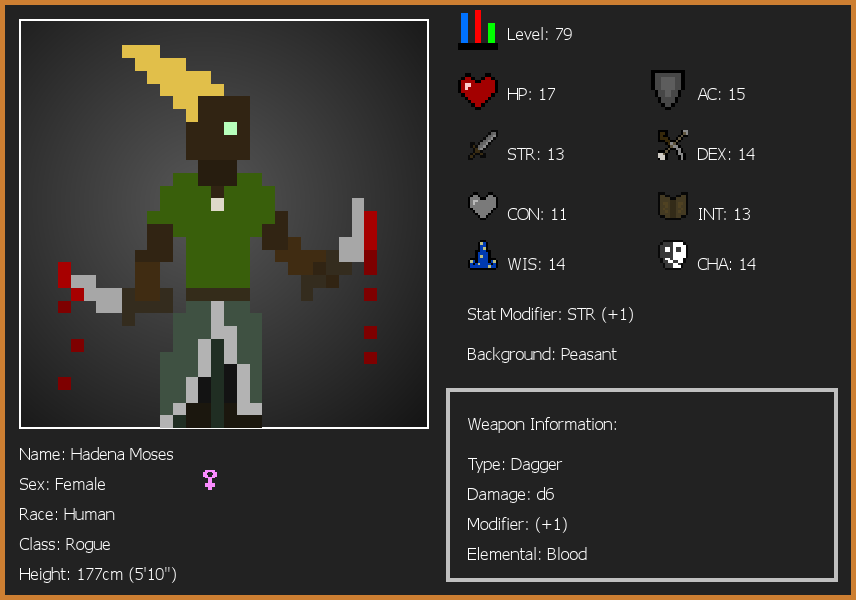 Level: 79
HP: 17
AC: 15
STR: 13
DEX: 14
CON: 11
INT: 13
WIS: 14
CHA: 14
Stat Modifier: STR (+1)
Background: Peasant
Weapon Information:
Type: Dagger
Damage: d6
Modifier: (+1)
Elemental: Blood
Name: Hadena Moses
Sex: Female
Race: Human
Class: Rogue
Height: 177cm (5'10")